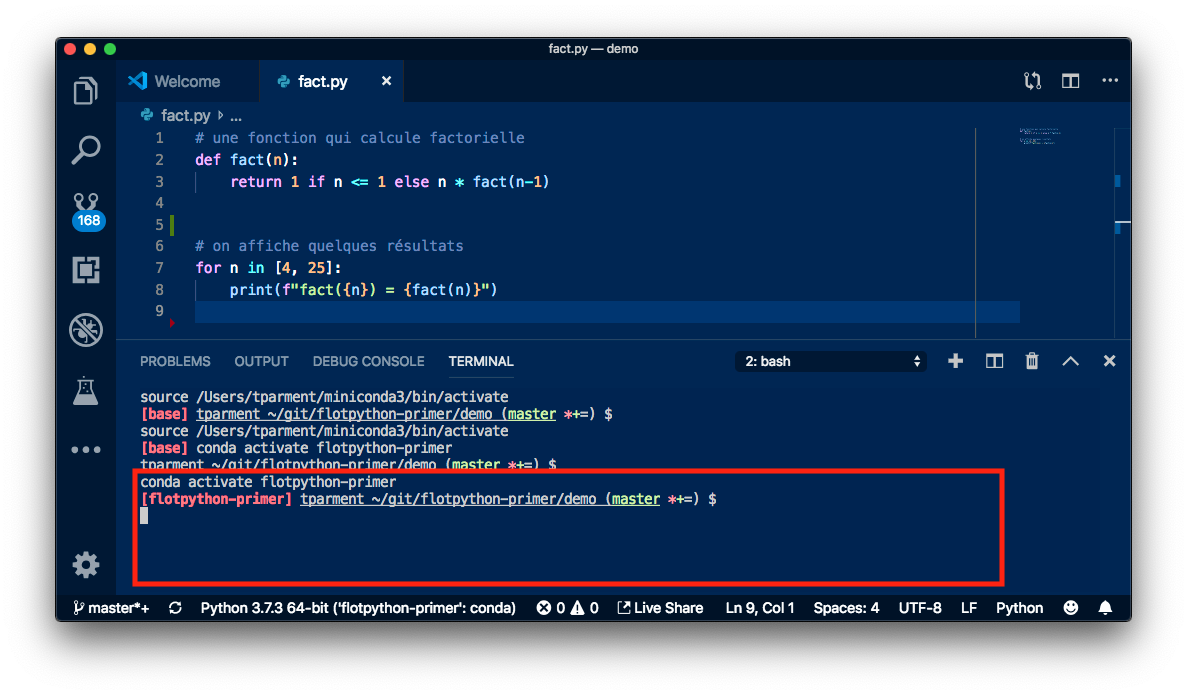 fact.py — demo
Welcome fact.py ×
fact.py ...
1 # une fonction qui calcule factorielle
2 def fact(n):
3 return 1 if n <= 1 else n * fact(n-1)
4
5
6 # on affiche quelques résultats
7 for n in [4, 25]:
8 print(f"fact({n}) = {fact(n)}")
9
168
PROBLEMS OUTPUT DEBUG CONSOLE TERMINAL 2: bash
source /Users/tparment/miniconda3/bin/activate
[base] tparment ~/git/flotpython-primer/demo (master *+=) $
source /Users/tparment/miniconda3/bin/activate
[base] conda activate flotpython-primer
tparment ~/git/flotpython-primer/demo (master *+=) $
conda activate flotpython-primer
[flotpython-primer] tparment ~/git/flotpython-primer/demo (master *+=) $
master*+ Python 3.7.3 64-bit ('flotpython-primer': conda) 0 0 Live Share Ln 9, Col 1 Spaces: 4 UTF-8 LF Python